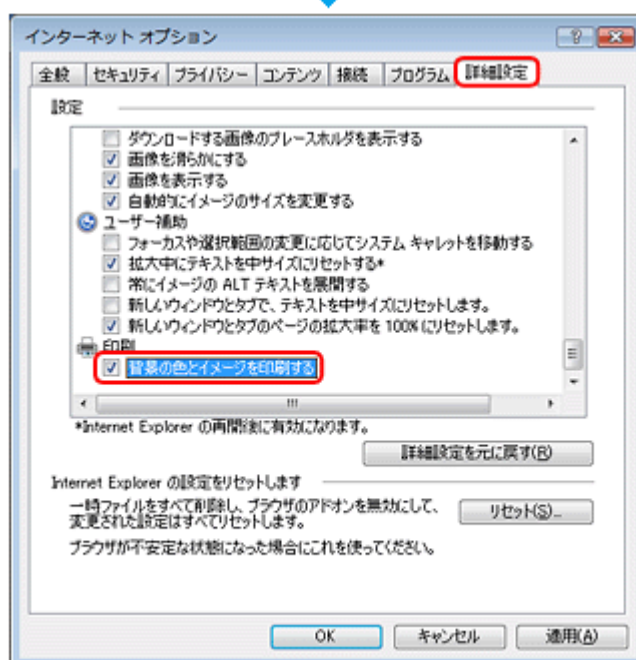 インターネット オプション
全般 セキュリティ プライバシー コンテンツ 接続 プログラム 詳細設定
設定
ダウンロードする画像のプレースホルダを表示する
画像を滑らかにする
画像を表示する
自動的にイメージのサイズを変更する
ユーザー補助
フォーカスや選択範囲の変更に応じてシステム キャレットを移動する
拡大中にテキストを中サイズにリセットする*
常にイメージの ALT テキストを展開する
新しいウィンドウとタブで、テキストを中サイズにリセットします。
新しいウィンドウとタブのページの拡大率を 100% にリセットします。
印刷
背景の色とイメージを印刷する
*Internet Explorer の再開後に有効になります。
詳細設定を元に戻す(R)
Internet Explorer の設定をリセットします
一時ファイルをすべて削除し、ブラウザのアドオンを無効にして、
変更された設定はすべてリセットします。
リセット(S)...
ブラウザが不安定な状態になった場合にこれを使ってください。
OK キャンセル 適用(A)